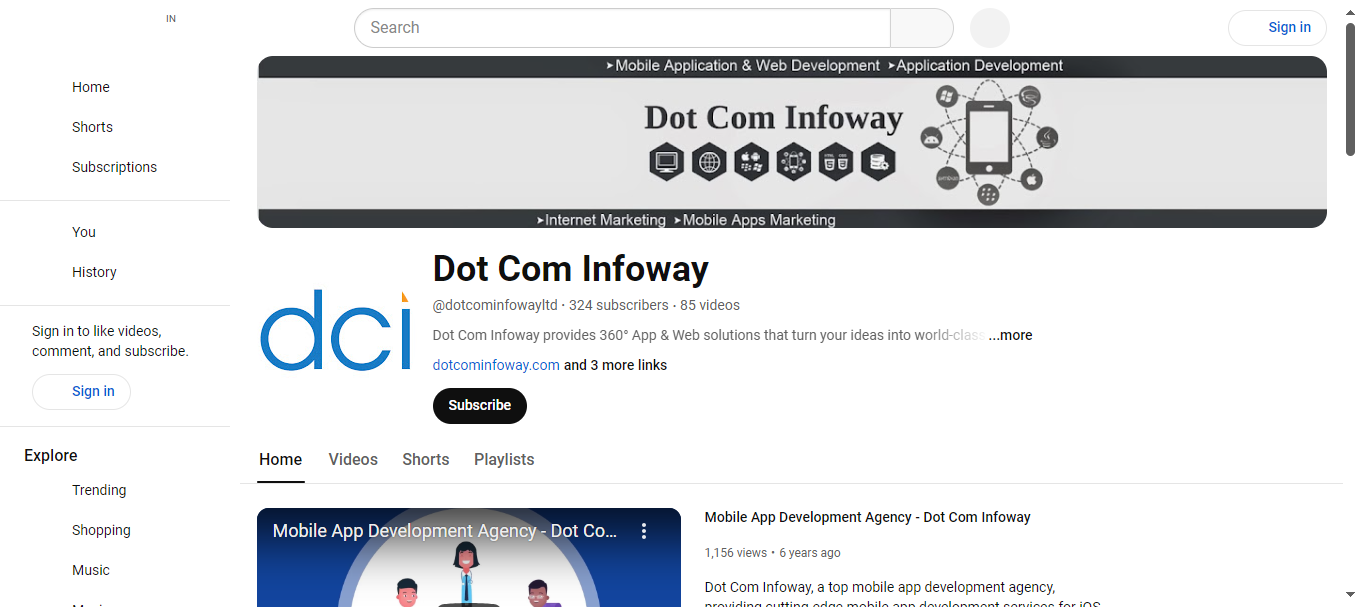 IN
Search
Sign in
Home
Shorts
Subscriptions
You
History
Sign in to like videos,
comment, and subscribe.
Sign in
Explore
Trending
Shopping
Music
➤Mobile Application & Web Development ➤Application Development
Dot Com Infoway
➤Internet Marketing ➤Mobile Apps Marketing
dci
Dot Com Infoway
@dotcominfowayltd · 324 subscribers · 85 videos
Dot Com Infoway provides 360° App & Web solutions that turn your ideas into world-class ...more
dotcominfoway.com and 3 more links
Subscribe
Home Videos Shorts Playlists
Mobile App Development Agency - Dot Co...
Mobile App Development Agency - Dot Com Infoway
1,156 views • 6 years ago
Dot Com Infoway, a top mobile app development agency,
providing cutting edge mobile app development services for iOS